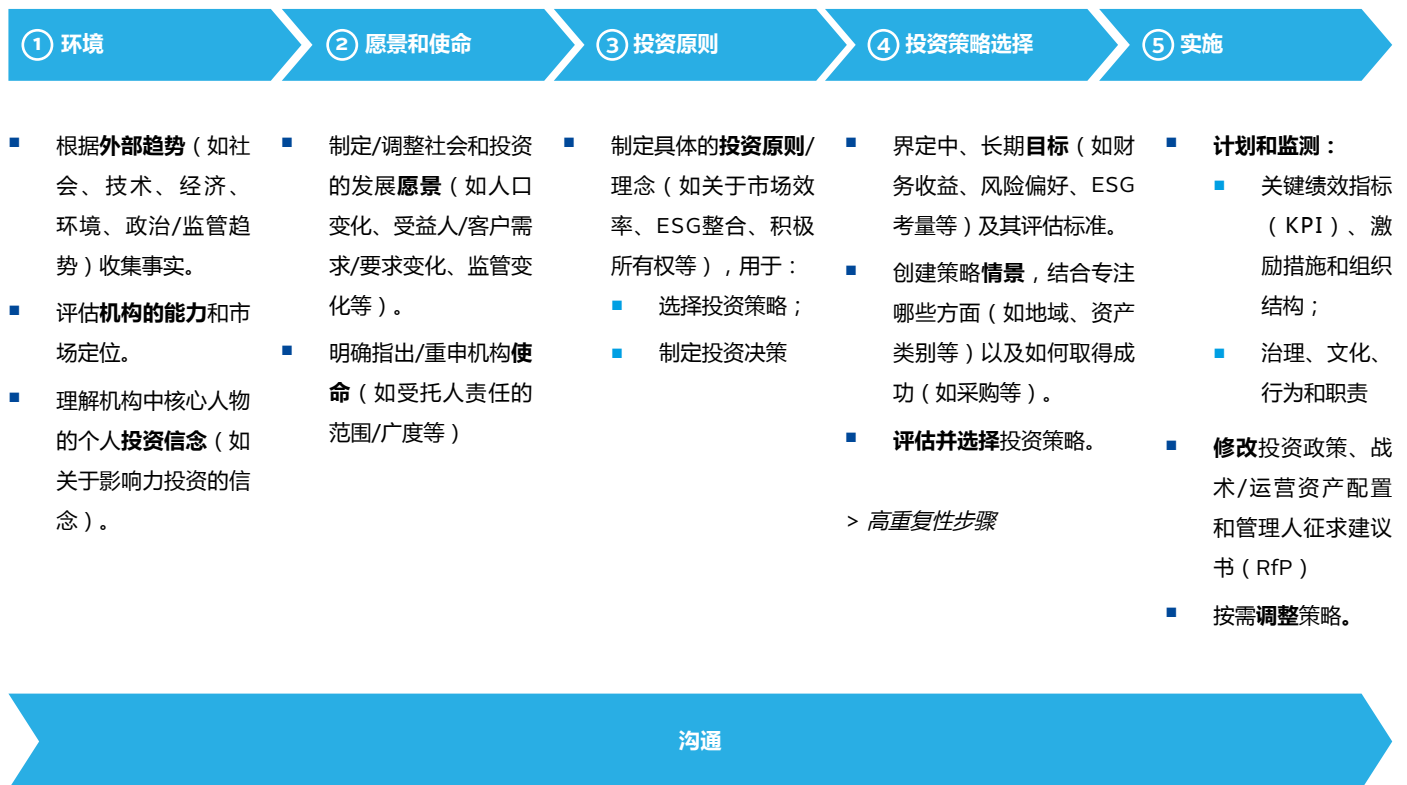 ① 环境
② 愿景和使命
③ 投资原则
④ 投资策略选择
⑤ 实施
▪ 根据外部趋势（如社
会、技术、经济、
环境、政治/监管趋
势）收集事实。
▪ 评估机构的能力和市
场定位。
▪ 理解机构中核心人物
的个人投资信念（如
关于影响力投资的信
念）。
▪ 制定/调整社会和投资
的发展愿景（如人口
变化、受益人/客户需
求/要求变化、监管变
化等）。
▪ 明确指出/重申机构使
命（如受托人责任的
范围/广度等）
▪ 制定具体的投资原则/
理念（如关于市场效
率、ESG整合、积极
所有权等），用于：
▪ 选择投资策略；
▪ 制定投资决策
▪ 界定中、长期目标（如财
务收益、风险偏好、ESG
考量等）及其评估标准。
▪ 创建策略情景，结合专注
哪些方面（如地域、资产
类别等）以及如何取得成
功（如采购等）。
▪ 评估并选择投资策略。
> 高重复性步骤
▪ 计划和监测：
▪ 关键绩效指标
（KPI）、激
励措施和组织
结构；
▪ 治理、文化、
行为和职责
▪ 修改投资政策、战
术/运营资产配置
和管理人征求建议
书（RfP）
▪ 按需调整策略。
沟通